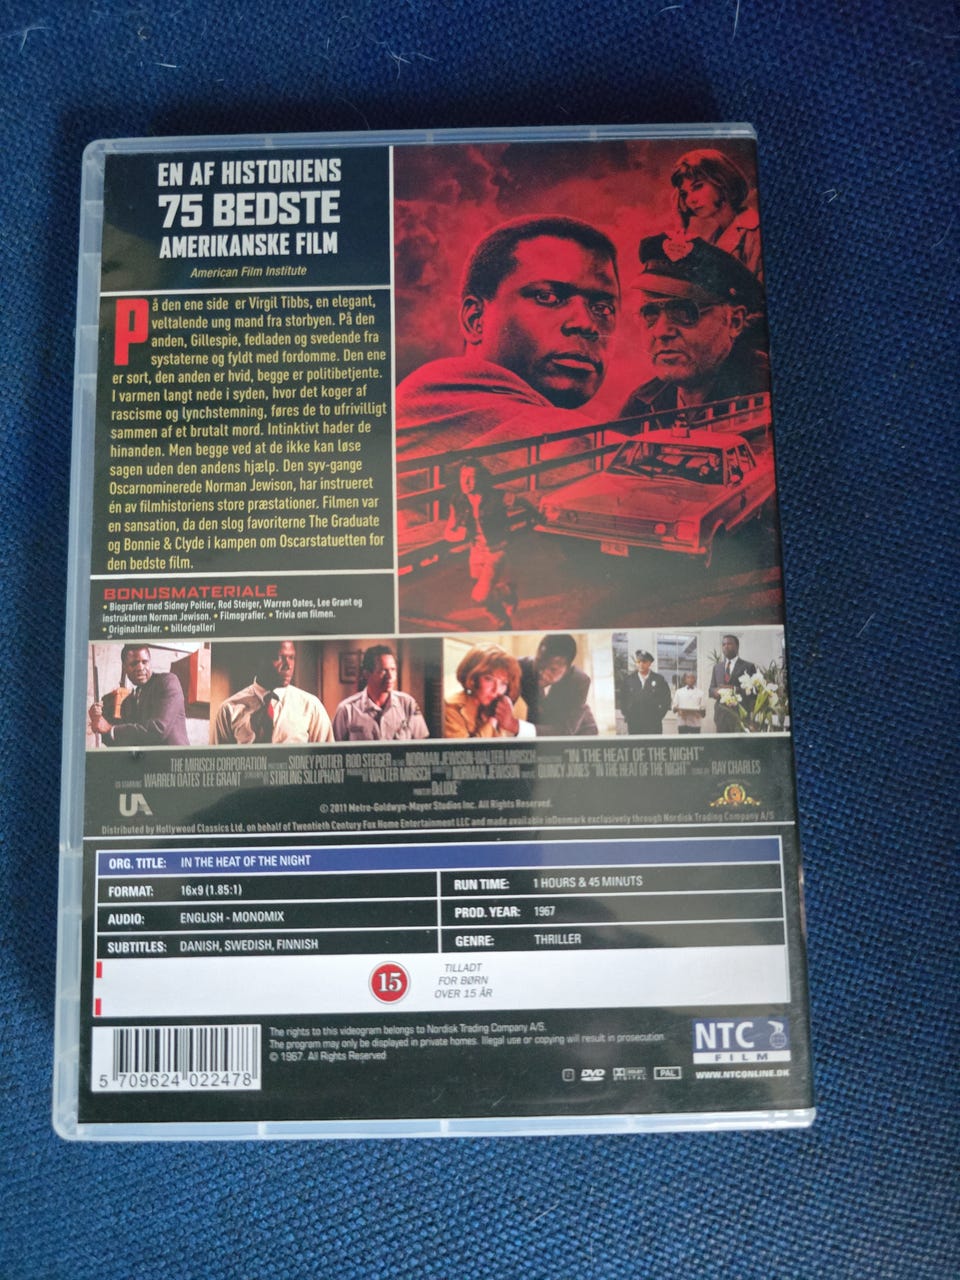 EN AF HISTORIENS
75 BEDSTE
AMERIKANSKE FILM
American Film Institute
På den ene side er Virgil Tibbs, en elegant,
veltalende ung mand fra storbyen. På den
anden, Gillespie, fedladen og svedende fra
systaterne og fyldt med fordomme. Den ene
er sort, den anden er hvid, begge er politibetjente.
I varmen langt nede i syden, hvor det koger af
rascisme og lynchstemning, føres de to ufrivilligt
sammen af et brutalt mord. Intinktivt hader de
hinanden. Men begge ved at de ikke kan løse
sagen uden den andens hjælp. Den syv-gange
Oscarnominerede Norman Jewison, har instrueret
én av filmhistoriens store præstationer. Filmen var
en sansation, da den slog favoriterne The Graduate
og Bonnie & Clyde i kampen om Oscarstatuetten for
den bedste film.
BONUSMATERIALE
• Biografier med Sidney Poitier, Rod Steiger, Warren Oates, Lee Grant og
instruktøren Norman Jewison. • Filmografier. • Trivia om filmen.
• Originaltrailer. • billedgalleri
THE MIRISCH CORPORATION PRESENTS SIDNEY POITIER ROD STEIGER IN THE NORMAN JEWISON-WALTER MIRISCH PRODUCTION "IN THE HEAT OF THE NIGHT"
CO-STARRING WARREN OATES LEE GRANT STIRLING SILLIPHANT WALTER MIRISCH NORMAN JEWISON QUINCY JONES "IN THE HEAT OF THE NIGHT" SUNG BY RAY CHARLES
DeLUXE
UA
© 2011 Metro-Goldwyn-Mayer Studios Inc. All Rights Reserved.
Distributed by Hollywood Classics Ltd. on behalf of Twentieth Century Fox Home Entertainment LLC and made available inDenmark exclusively through Nordisk Trading Company A/S
ORG. TITLE: IN THE HEAT OF THE NIGHT
FORMAT: 16x9 (1.85:1)
RUN TIME: 1 HOURS & 45 MINUTS
AUDIO: ENGLISH - MONOMIX
PROD. YEAR: 1967
SUBTITLES: DANISH, SWEDISH, FINNISH
GENRE: THRILLER
15
TILLADT
FOR BØRN
OVER 15 ÅR
5 709624 022478
The rights to this videogram belongs to Nordisk Trading Company A/S.
The program may only be displayed in private homes. Illegal use or copying will result in prosecution.
© 1967. All Rights Reserved
DVD
DOLBY
DIGITAL
PAL
NTC
FILM
WWW.NTCONLINE.DK